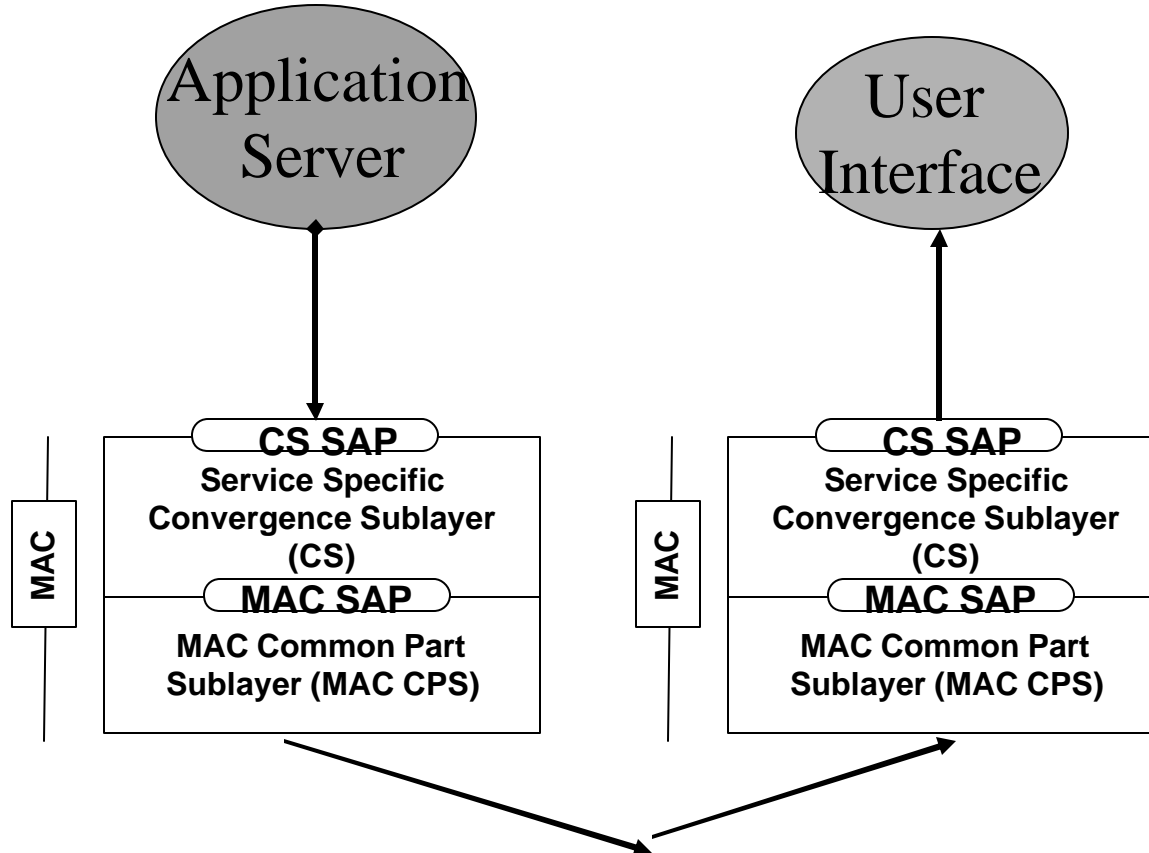 Application
Server
User
Interface
CS SAP
Service Specific
Convergence Sublayer
(CS)
MAC SAP
MAC Common Part
Sublayer (MAC CPS)
MAC
CS SAP
Service Specific
Convergence Sublayer
(CS)
MAC SAP
MAC Common Part
Sublayer (MAC CPS)
MAC